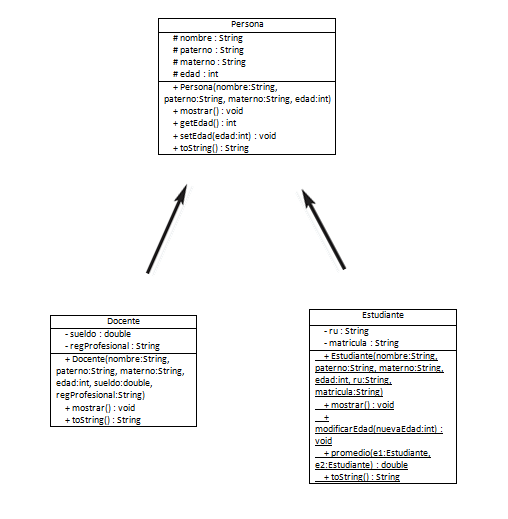 Persona
# nombre : String
# paterno : String
# materno : String
# edad : int
+ Persona(nombre:String,
paterno:String, materno:String, edad:int)
+ mostrar() : void
+ getEdad() : int
+ setEdad(edad:int) : void
+ toString() : String
Docente
- sueldo : double
- regProfesional : String
+ Docente(nombre:String,
paterno:String, materno:String,
edad:int, sueldo:double,
regProfesional:String)
+ mostrar() : void
+ toString() : String
Estudiante
- ru : String
- matricula : String
+ Estudiante(nombre:String,
paterno:String, materno:String,
edad:int, ru:String,
matricula:String)
+ mostrar() : void
+
modificarEdad(nuevaEdad:int) :
void
+ promedio(e1:Estudiante,
e2:Estudiante) : double
+ toString() : String